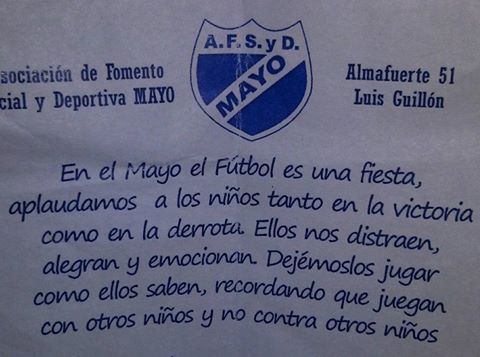 A.F.S.yD.
MAYO
sociación de Fomento
cial y Deportiva MAYO
Almafuerte 51
Luis Guillón
En el Mayo el Fútbol es una fiesta,
aplaudamos a los niños tanto en la victoria
como en la derrota. Ellos nos distraen,
alegran y emocionan. Dejémoslos jugar
como ellos saben, recordando que juegan
con otros niños y no contra otros niños